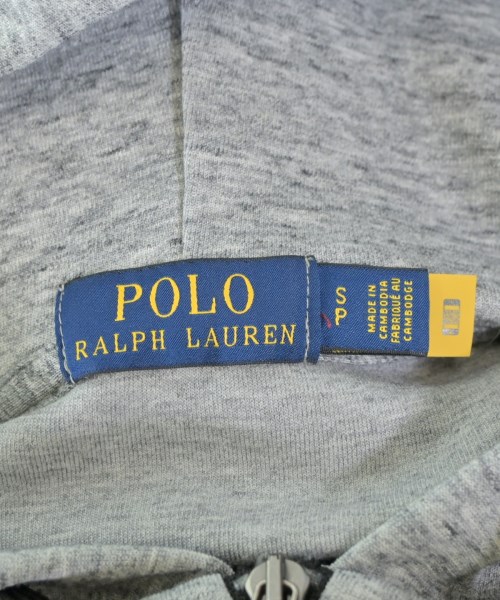 POLO
RALPH LAUREN
S
P
MADE IN
CAMBODIA
FABRIQUÉ AU
CAMBODGE